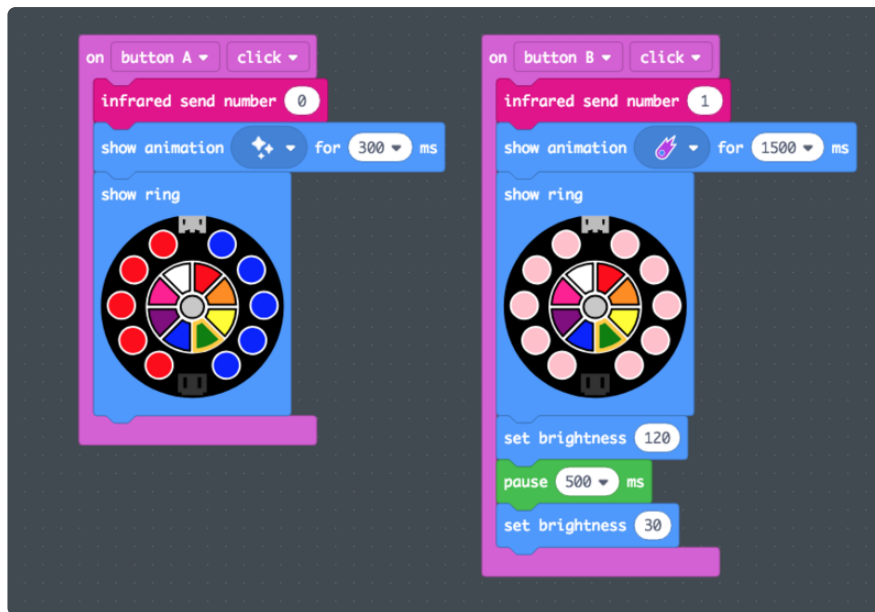 on button A click
infrared send number 0
show animation for 300 ms
show ring
on button B click
infrared send number 1
show animation for 1500 ms
show ring
set brightness 120
pause 500 ms
set brightness 30